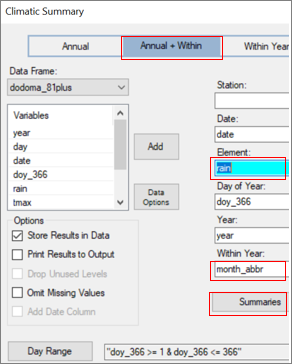 Climatic Summary
Annual
Annual + Within
Within Year
Data Frame:
dodoma_81plus
Station:
Variables
year
day
date
doy_366
rain
tmax
Add
Data Options
Date:
date
Element:
rain
Day of Year:
doy_366
Year:
year
Within Year:
month_abbr
Options
Store Results in Data
Print Results to Output
Drop Unused Levels
Omit Missing Values
Add Date Column
Summaries
Day Range
"doy_366 >= 1 & doy_366 <= 366"